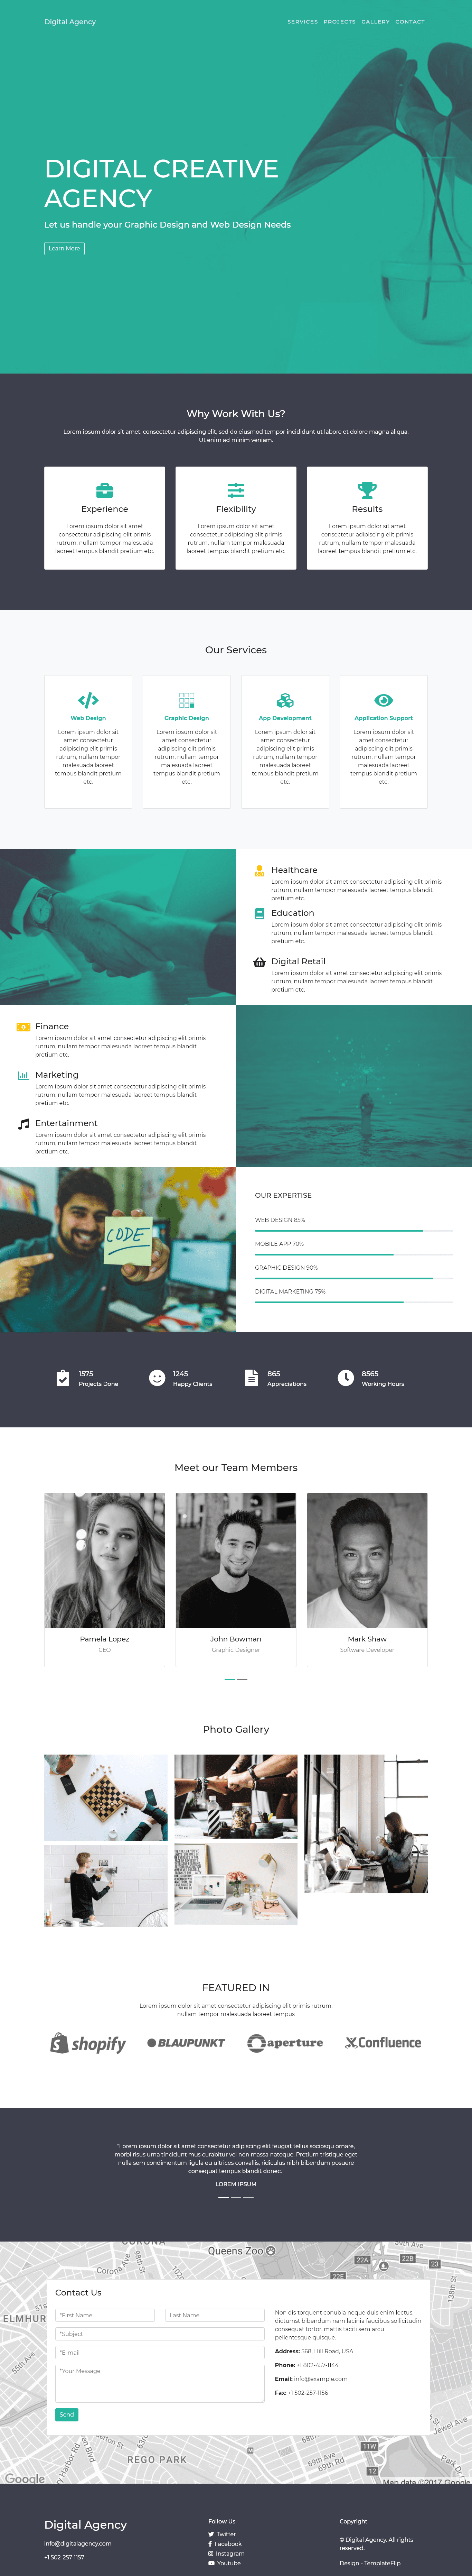 Digital Agency
SERVICES PROJECTS GALLERY CONTACT
DIGITAL CREATIVE
AGENCY
Let us handle your Graphic Design and Web Design Needs
Learn More
Why Work With Us?
Lorem ipsum dolor sit amet, consectetur adipiscing elit, sed do eiusmod tempor incididunt ut labore et dolore magna aliqua.
Ut enim ad minim veniam.
Experience
Lorem ipsum dolor sit amet
consectetur adipiscing elit primis
rutrum, nullam tempor malesuada
laoreet tempus blandit pretium etc.
Flexibility
Lorem ipsum dolor sit amet
consectetur adipiscing elit primis
rutrum, nullam tempor malesuada
laoreet tempus blandit pretium etc.
Results
Lorem ipsum dolor sit amet
consectetur adipiscing elit primis
rutrum, nullam tempor malesuada
laoreet tempus blandit pretium etc.
Our Services
Web Design
Lorem ipsum dolor sit
amet consectetur
adipiscing elit primis
rutrum, nullam tempor
malesuada laoreet
tempus blandit pretium
etc.
Graphic Design
Lorem ipsum dolor sit
amet consectetur
adipiscing elit primis
rutrum, nullam tempor
malesuada laoreet
tempus blandit pretium
etc.
App Development
Lorem ipsum dolor sit
amet consectetur
adipiscing elit primis
rutrum, nullam tempor
malesuada laoreet
tempus blandit pretium
etc.
Application Support
Lorem ipsum dolor sit
amet consectetur
adipiscing elit primis
rutrum, nullam tempor
malesuada laoreet
tempus blandit pretium
etc.
Healthcare
Lorem ipsum dolor sit amet consectetur adipiscing elit primis
rutrum, nullam tempor malesuada laoreet tempus blandit
pretium etc.
Education
Lorem ipsum dolor sit amet consectetur adipiscing elit primis
rutrum, nullam tempor malesuada laoreet tempus blandit
pretium etc.
Digital Retail
Lorem ipsum dolor sit amet consectetur adipiscing elit primis
rutrum, nullam tempor malesuada laoreet tempus blandit
pretium etc.
Finance
Lorem ipsum dolor sit amet consectetur adipiscing elit primis
rutrum, nullam tempor malesuada laoreet tempus blandit
pretium etc.
Marketing
Lorem ipsum dolor sit amet consectetur adipiscing elit primis
rutrum, nullam tempor malesuada laoreet tempus blandit
pretium etc.
Entertainment
Lorem ipsum dolor sit amet consectetur adipiscing elit primis
rutrum, nullam tempor malesuada laoreet tempus blandit
pretium etc.
CODE
OUR EXPERTISE
WEB DESIGN 85%
MOBILE APP 70%
GRAPHIC DESIGN 90%
DIGITAL MARKETING 75%
1575
Projects Done
1245
Happy Clients
865
Appreciations
8565
Working Hours
Meet our Team Members
Pamela Lopez
CEO
John Bowman
Graphic Designer
Mark Shaw
Software Developer
Photo Gallery
FEATURED IN
Lorem ipsum dolor sit amet consectetur adipiscing elit primis rutrum,
nullam tempor malesuada laoreet tempus
shopify
BLAUPUNKT
aperture
Confluence
"Lorem ipsum dolor sit amet consectetur adipiscing elit feugiat tellus sociosqu ornare,
morbi risus urna tincidunt mus curabitur vel non massa natoque. Pretium tristique eget
nulla sem condimentum ligula eu ultrices convallis, ridiculus nibh bibendum posuere
consequat tempus blandit donec."
LOREM IPSUM
Queens Zoo
Corona Ave
98th St
59th Ave
22A
22B
23
22E
138th St
ELMHUR
55th Ave
Contact Us
*First Name
Last Name
*Subject
*E.mail
*Your Message
Send
Non dis torquent conubia neque duis enim lectus,
dictumst bibendum nam lacinia faucibus sollicitudin
consequat tortor, mattis taciti sem arcu
pellentesque quisque.
Address: 568, Hill Road, USA
Phone: +1 802-457-1144
Email: info@example.com
Fax: +1 502-257-1156
REGO PARK
69th Ave
69th Rd
11W
12
Jewel Ave
Google
Map data ©2017 Google
Digital Agency
info@digitalagency.com
+1 502-257-1157
Follow Us
Twitter
Facebook
Instagram
Youtube
Copyright
© Digital Agency. All rights
reserved.
Design - TemplateFlip